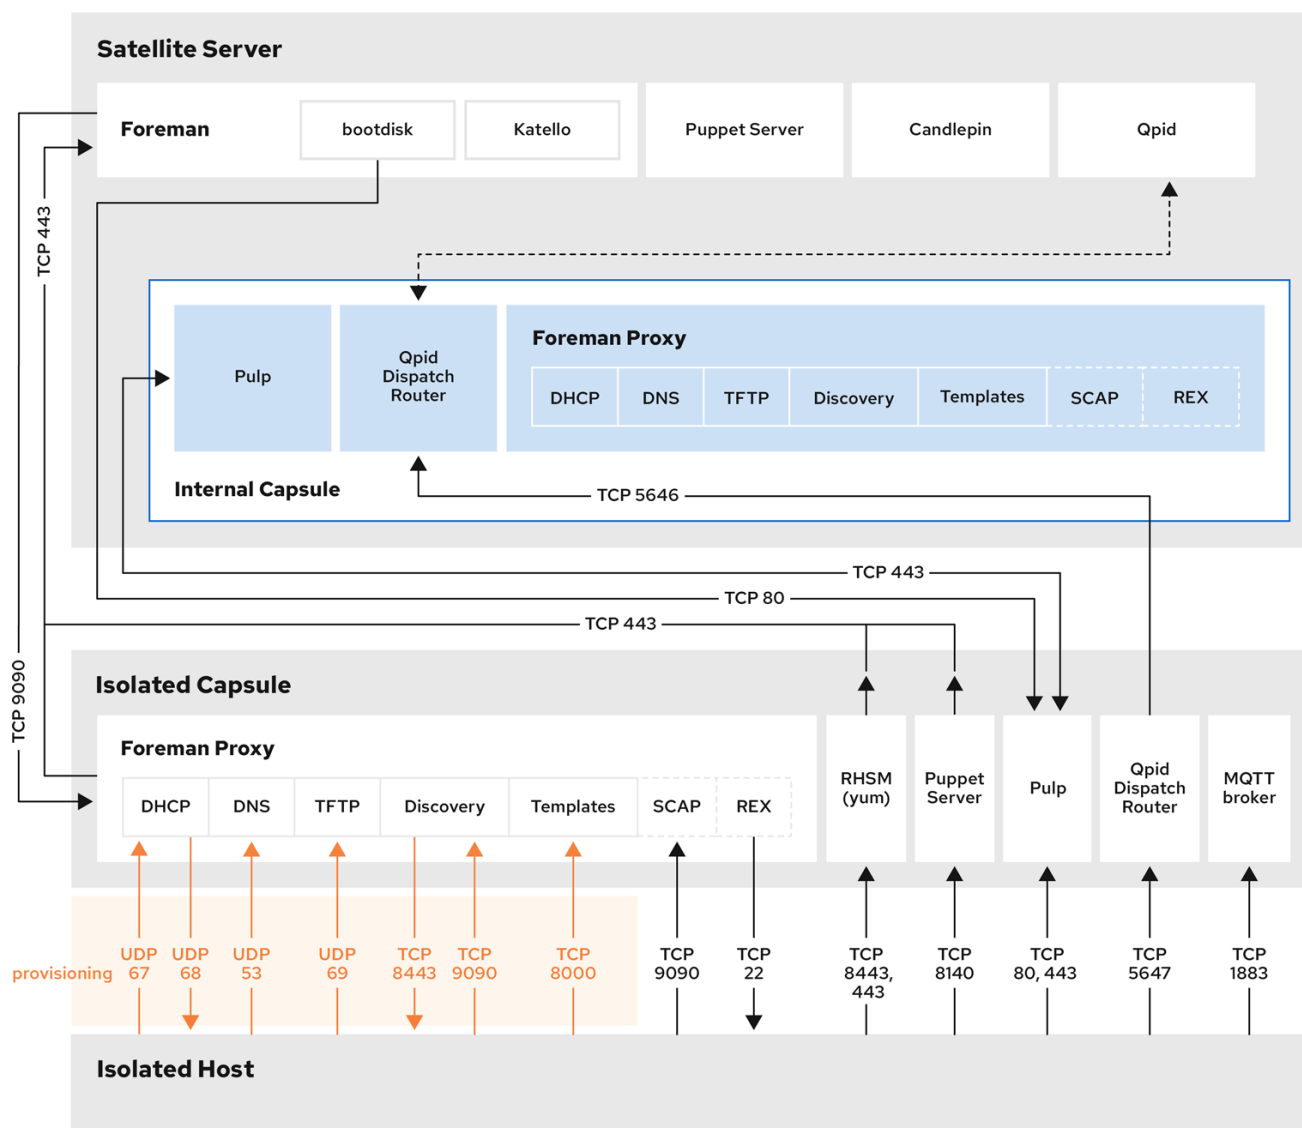 Satellite Server
Foreman
bootdisk
Katello
Puppet Server
Candlepin
Qpid
TCP 443
Pulp
Qpid
Dispatch
Router
Foreman Proxy
DHCP
DNS
TFTP
Discovery
Templates
SCAP
REX
Internal Capsule
TCP 5646
TCP 443
TCP 80
TCP 443
TCP 9090
Isolated Capsule
Foreman Proxy
DHCP
DNS
TFTP
Discovery
Templates
SCAP
REX
RHSM
(yum)
Puppet
Server
Pulp
Qpid
Dispatch
Router
MQTT
broker
provisioning
UDP
67
UDP
68
UDP
53
UDP
69
TCP
8443
TCP
9090
TCP
8000
TCP
9090
TCP
22
TCP
8443,
443
TCP
8140
TCP
80, 443
TCP
5647
TCP
1883
Isolated Host